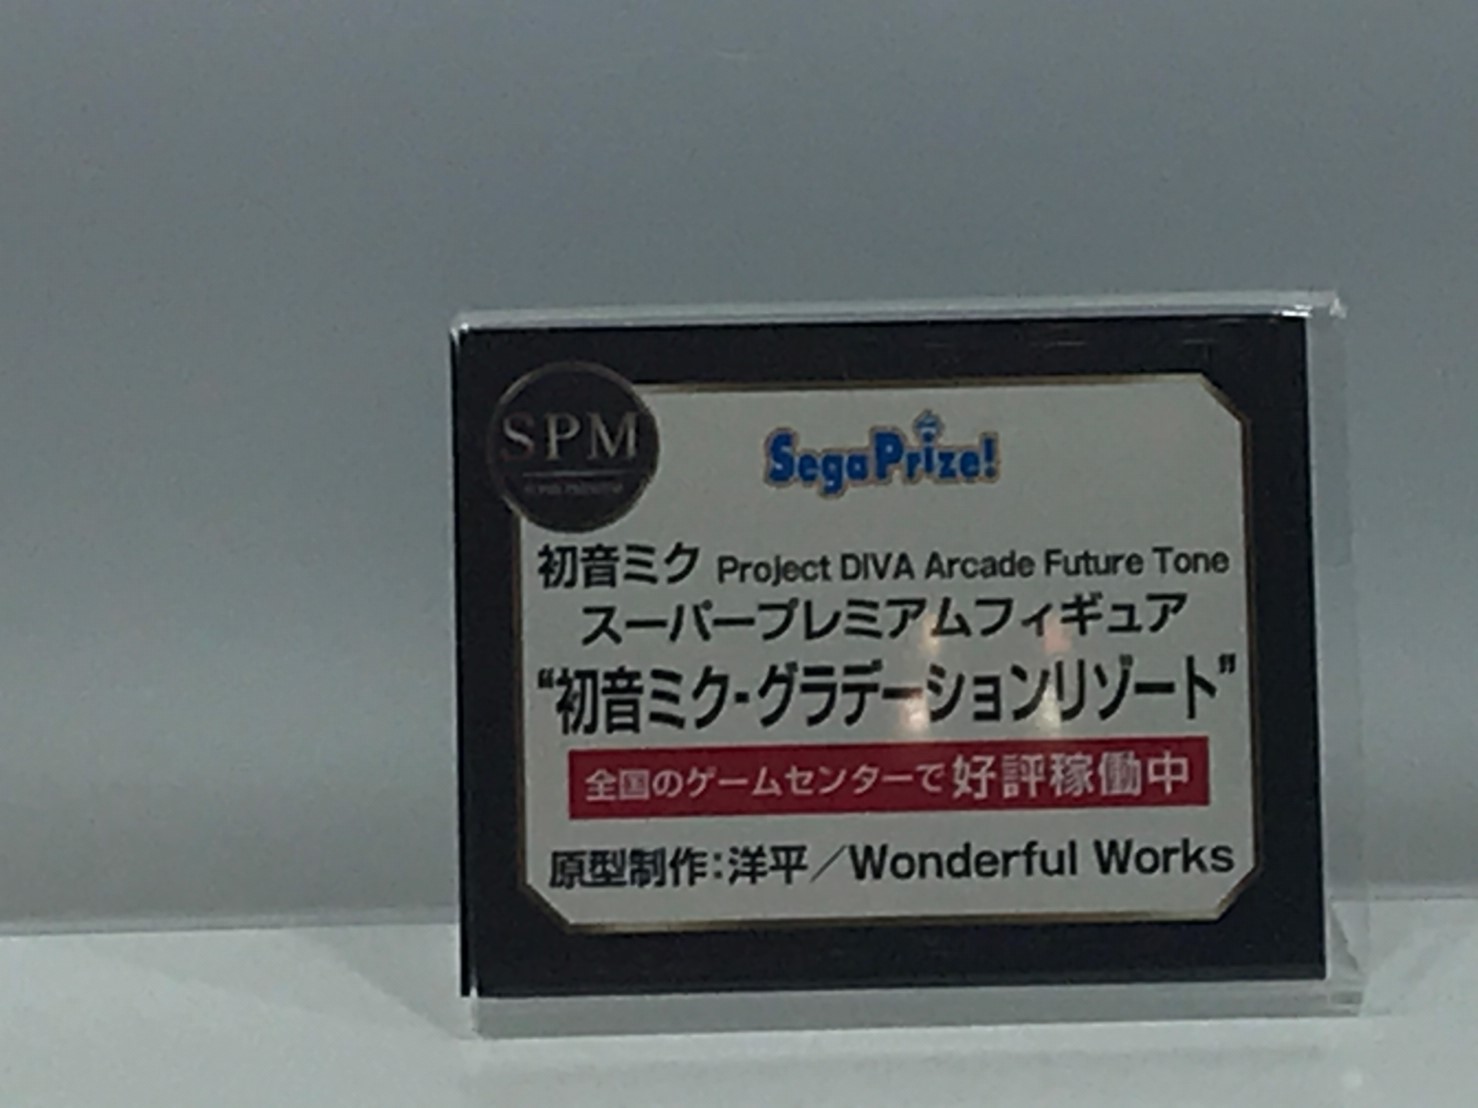 SPM
SegaPrize!
初音ミク Project DIVA Arcade Future Tone
スーパープレミアムフィギュア
“初音ミク-グラデーションリゾート”
全国のゲームセンターで好評稼働中
原型制作:洋平／Wonderful Works